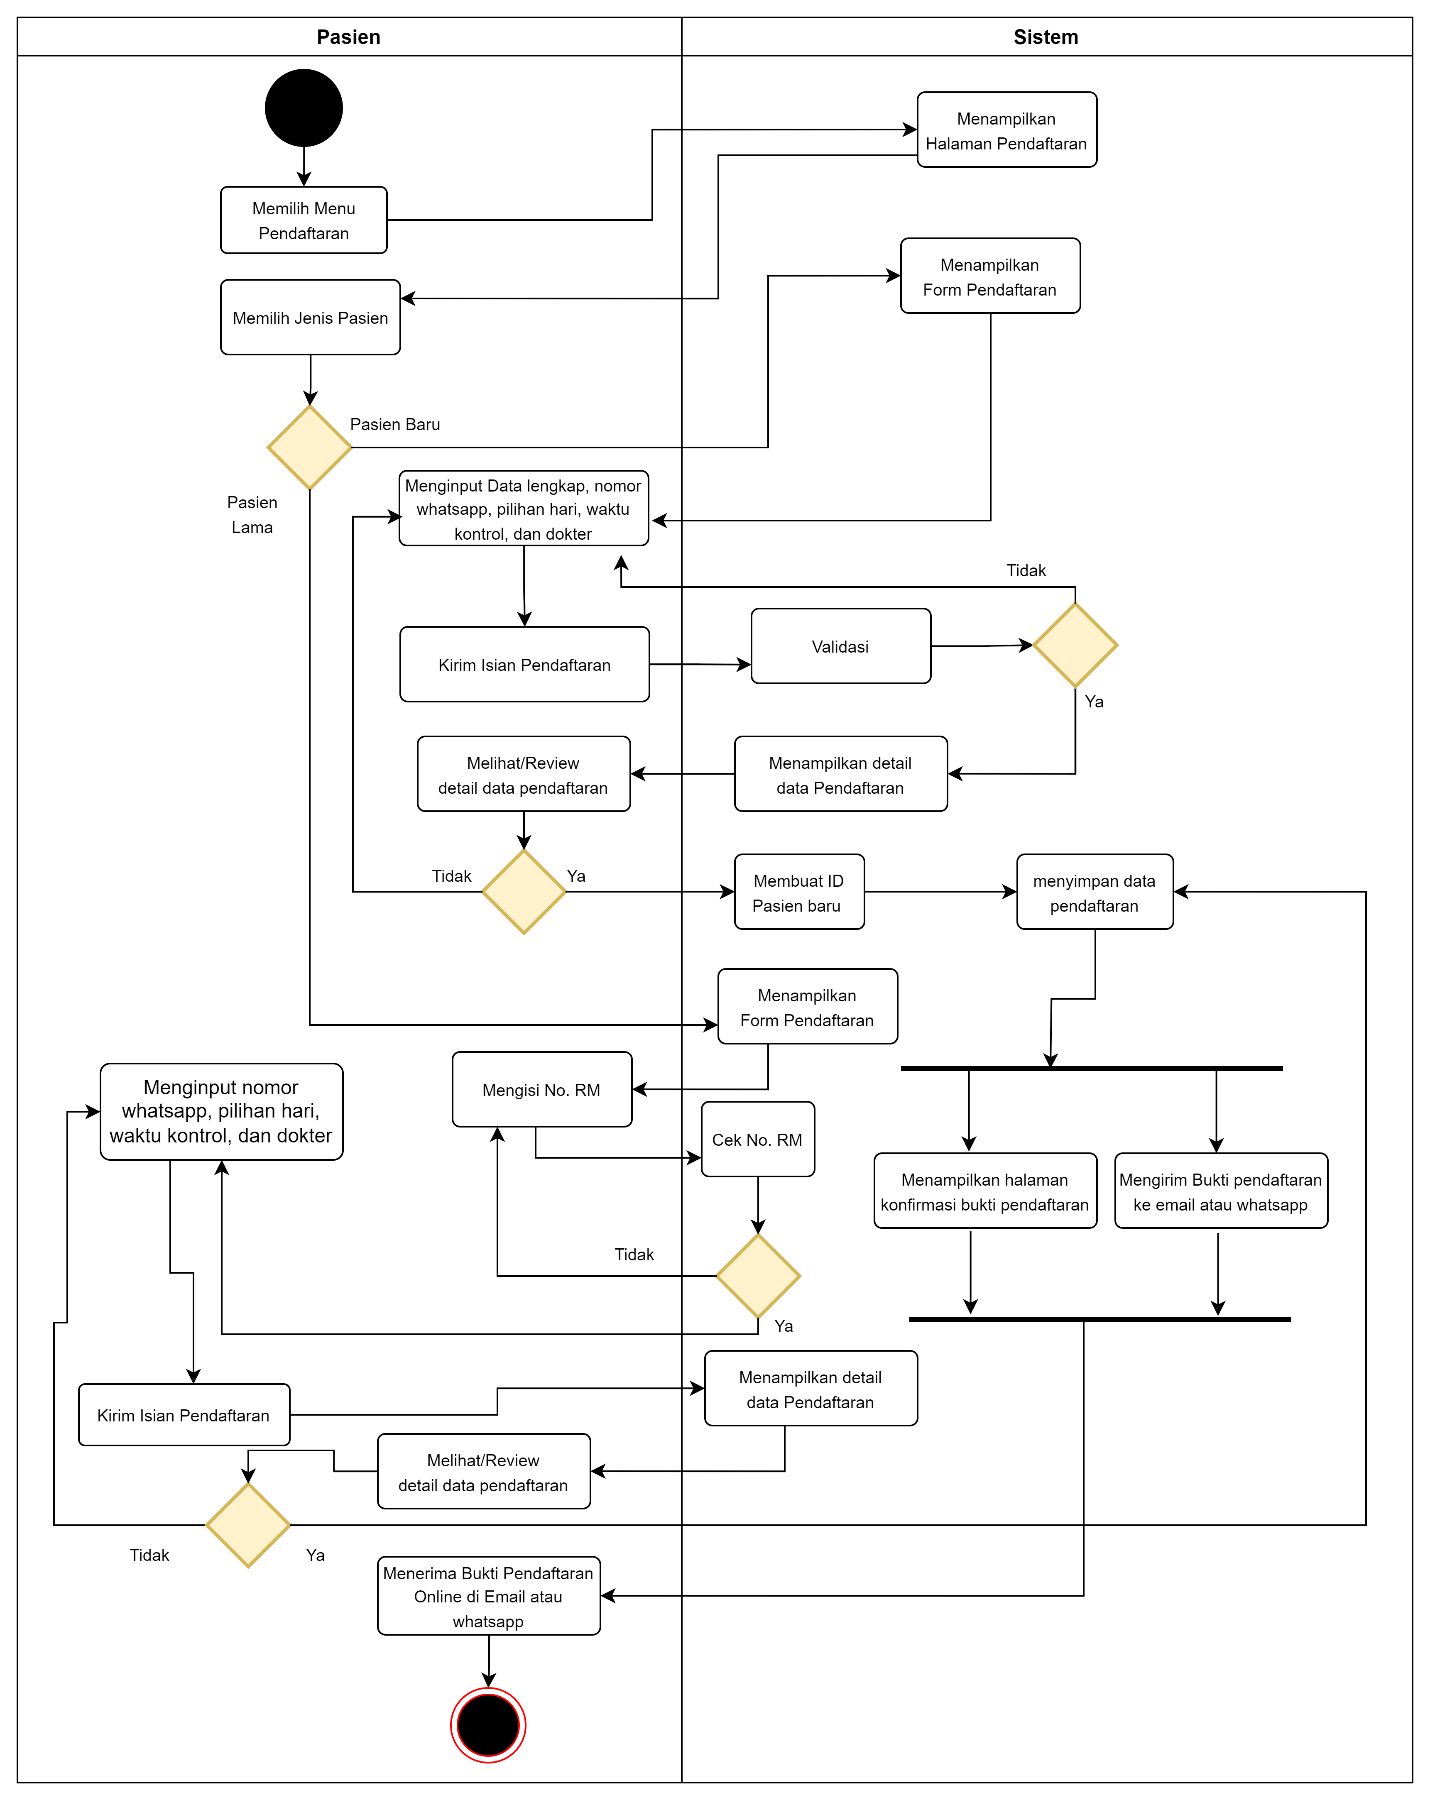 Pasien
Sistem
Menampilkan
Halaman Pendaftaran
Memilih Menu
Pendaftaran
Menampilkan
Form Pendaftaran
Memilih Jenis Pasien
Pasien Baru
Pasien
Lama
Menginput Data lengkap, nomor
whatsapp, pilihan hari, waktu
kontrol, dan dokter
Tidak
Kirim Isian Pendaftaran
Validasi
Ya
Melihat/Review
detail data pendaftaran
Menampilkan detail
data Pendaftaran
Tidak
Ya
Membuat ID
Pasien baru
menyimpan data
pendaftaran
Menampilkan
Form Pendaftaran
Menginput nomor
whatsapp, pilihan hari,
waktu kontrol, dan dokter
Mengisi No. RM
Cek No. RM
Menampilkan halaman
konfirmasi bukti pendaftaran
Mengirim Bukti pendaftaran
ke email atau whatsapp
Tidak
Ya
Menampilkan detail
data Pendaftaran
Kirim Isian Pendaftaran
Melihat/Review
detail data pendaftaran
Tidak
Ya
Menerima Bukti Pendaftaran
Online di Email atau
whatsapp